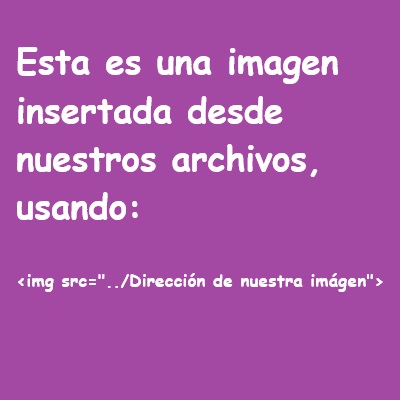 Esta es una imagen
insertada desde
nuestros archivos,
usando:
<img src="../Dirección de nuestra imágen">